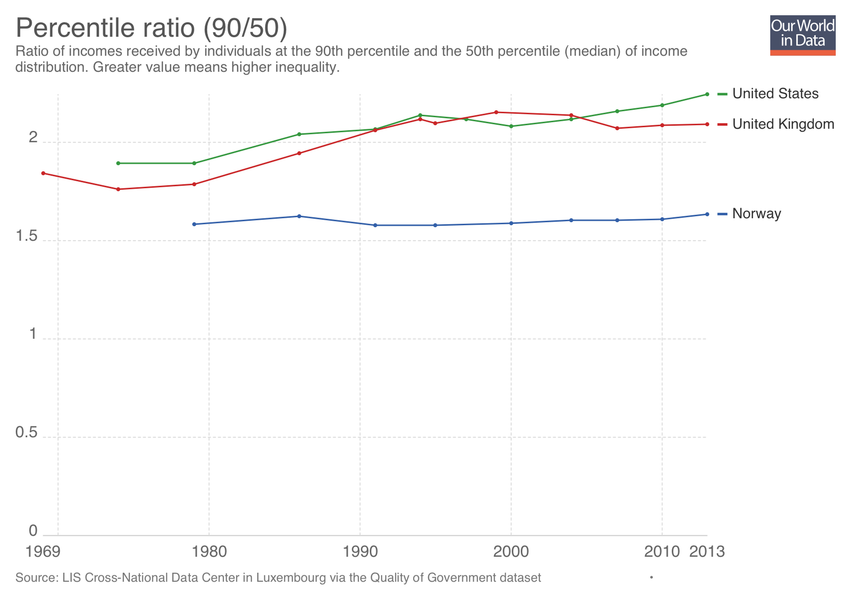 Percentile ratio (90/50)
Ratio of incomes received by individuals at the 90th percentile and the 50th percentile (median) of income
distribution. Greater value means higher inequality.
Our World
in Data
United States
United Kingdom
Norway
2
1.5
1
0.5
0
1969 1980 1990 2000 2010 2013
Source: LIS Cross-National Data Center in Luxembourg via the Quality of Government dataset